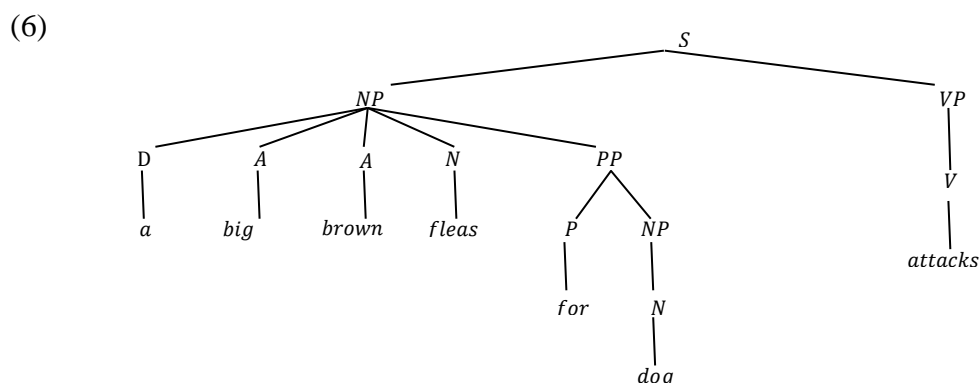 (6)
S
NP VP
D A A N PP
V
a big brown fleas P NP
attacks
for N
dog